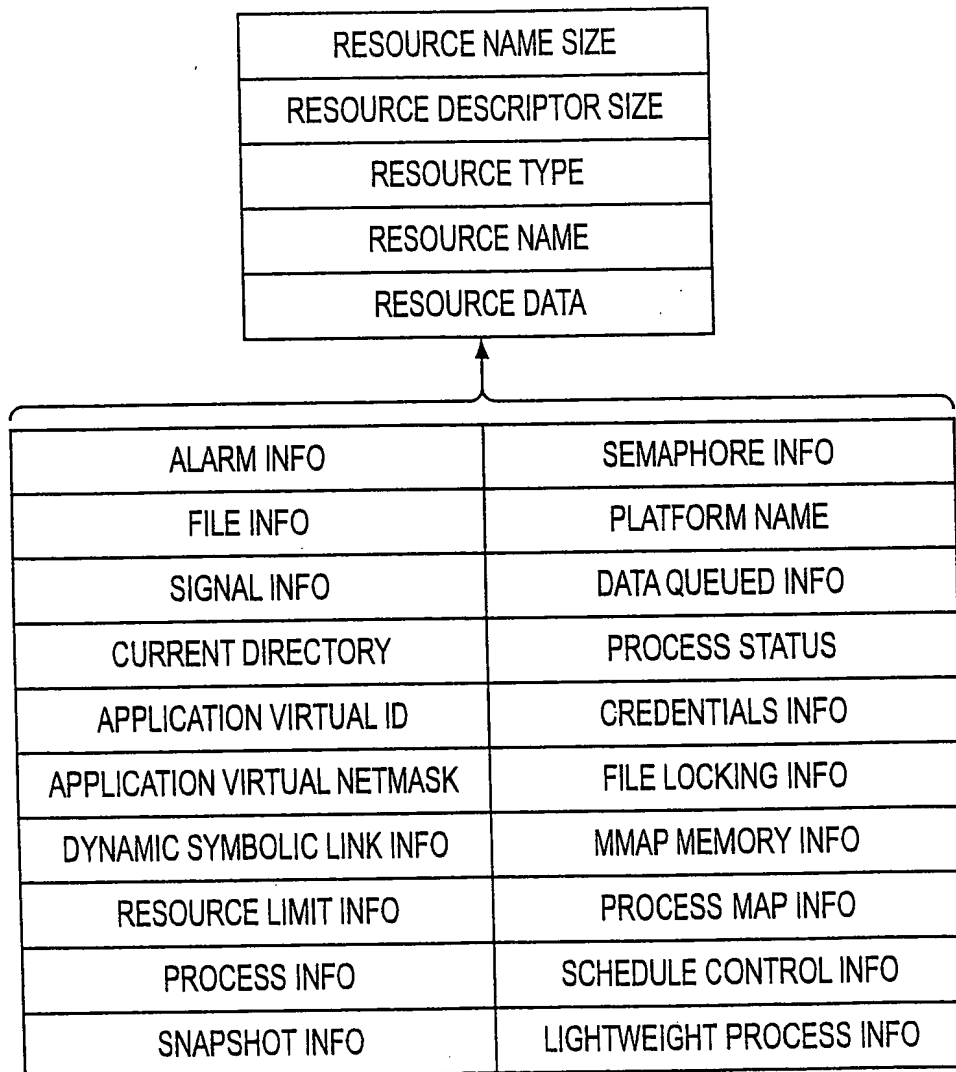 RESOURCE NAME SIZE
RESOURCE DESCRIPTOR SIZE
RESOURCE TYPE
RESOURCE NAME
RESOURCE DATA
ALARM INFO
SEMAPHORE INFO
FILE INFO
PLATFORM NAME
SIGNAL INFO
DATA QUEUED INFO
CURRENT DIRECTORY
PROCESS STATUS
APPLICATION VIRTUAL ID
CREDENTIALS INFO
APPLICATION VIRTUAL NETMASK
FILE LOCKING INFO
DYNAMIC SYMBOLIC LINK INFO
MMAP MEMORY INFO
RESOURCE LIMIT INFO
PROCESS MAP INFO
PROCESS INFO
SCHEDULE CONTROL INFO
SNAPSHOT INFO
LIGHTWEIGHT PROCESS INFO